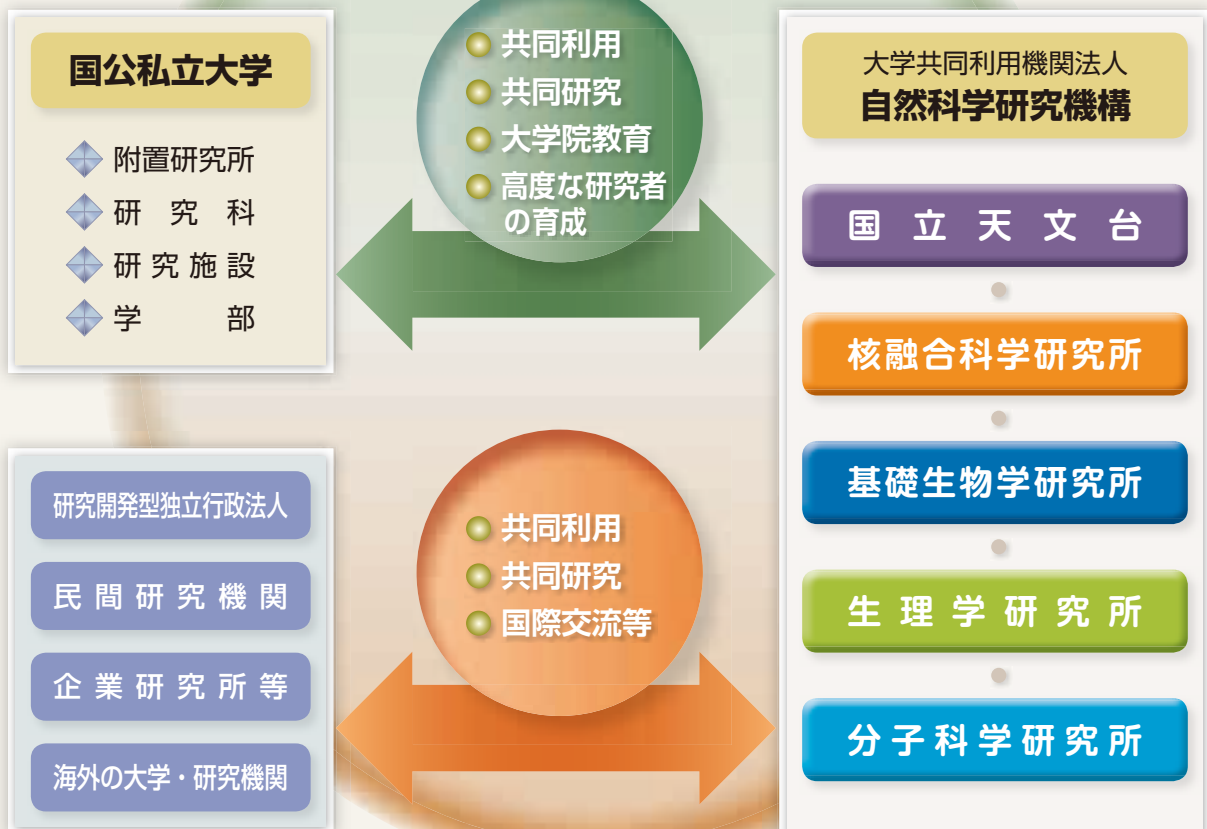 国公私立大学
附置研究所
研究科
研究施設
学部
共同利用
共同研究
大学院教育
高度な研究者
の育成
大学共同利用機関法人
自然科学研究機構
国立天文台
核融合科学研究所
基礎生物学研究所
生理学研究所
分子科学研究所
研究開発型独立行政法人
民間研究機関
企業研究所等
海外の大学・研究機関
共同利用
共同研究
国際交流等